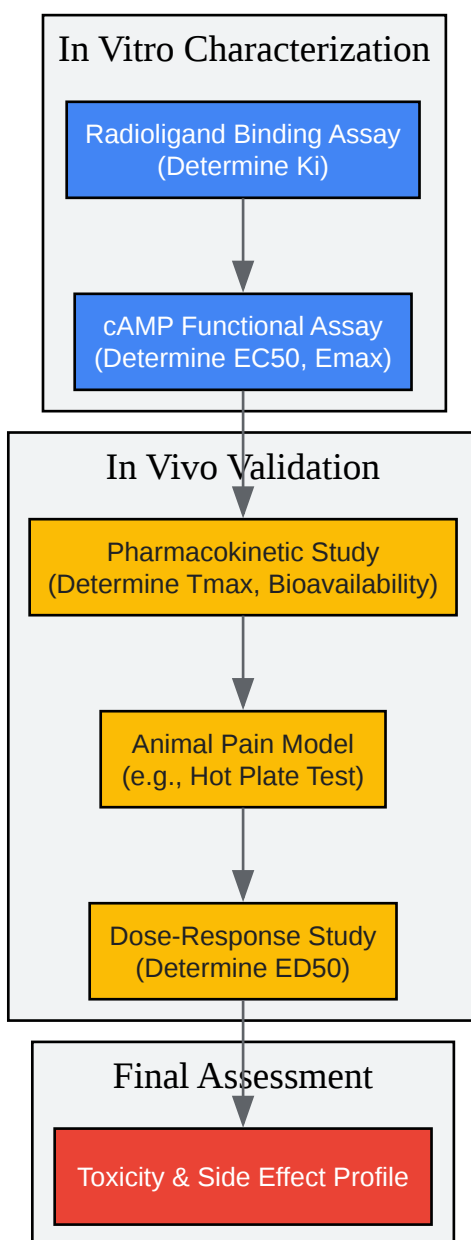 In Vitro Characterization
Radioligand Binding Assay
(Determine Ki)
cAMP Functional Assay
(Determine EC50, Emax)
In Vivo Validation
Pharmacokinetic Study
(Determine Tmax, Bioavailability)
Animal Pain Model
(e.g., Hot Plate Test)
Dose-Response Study
(Determine ED50)
Final Assessment
Toxicity & Side Effect Profile